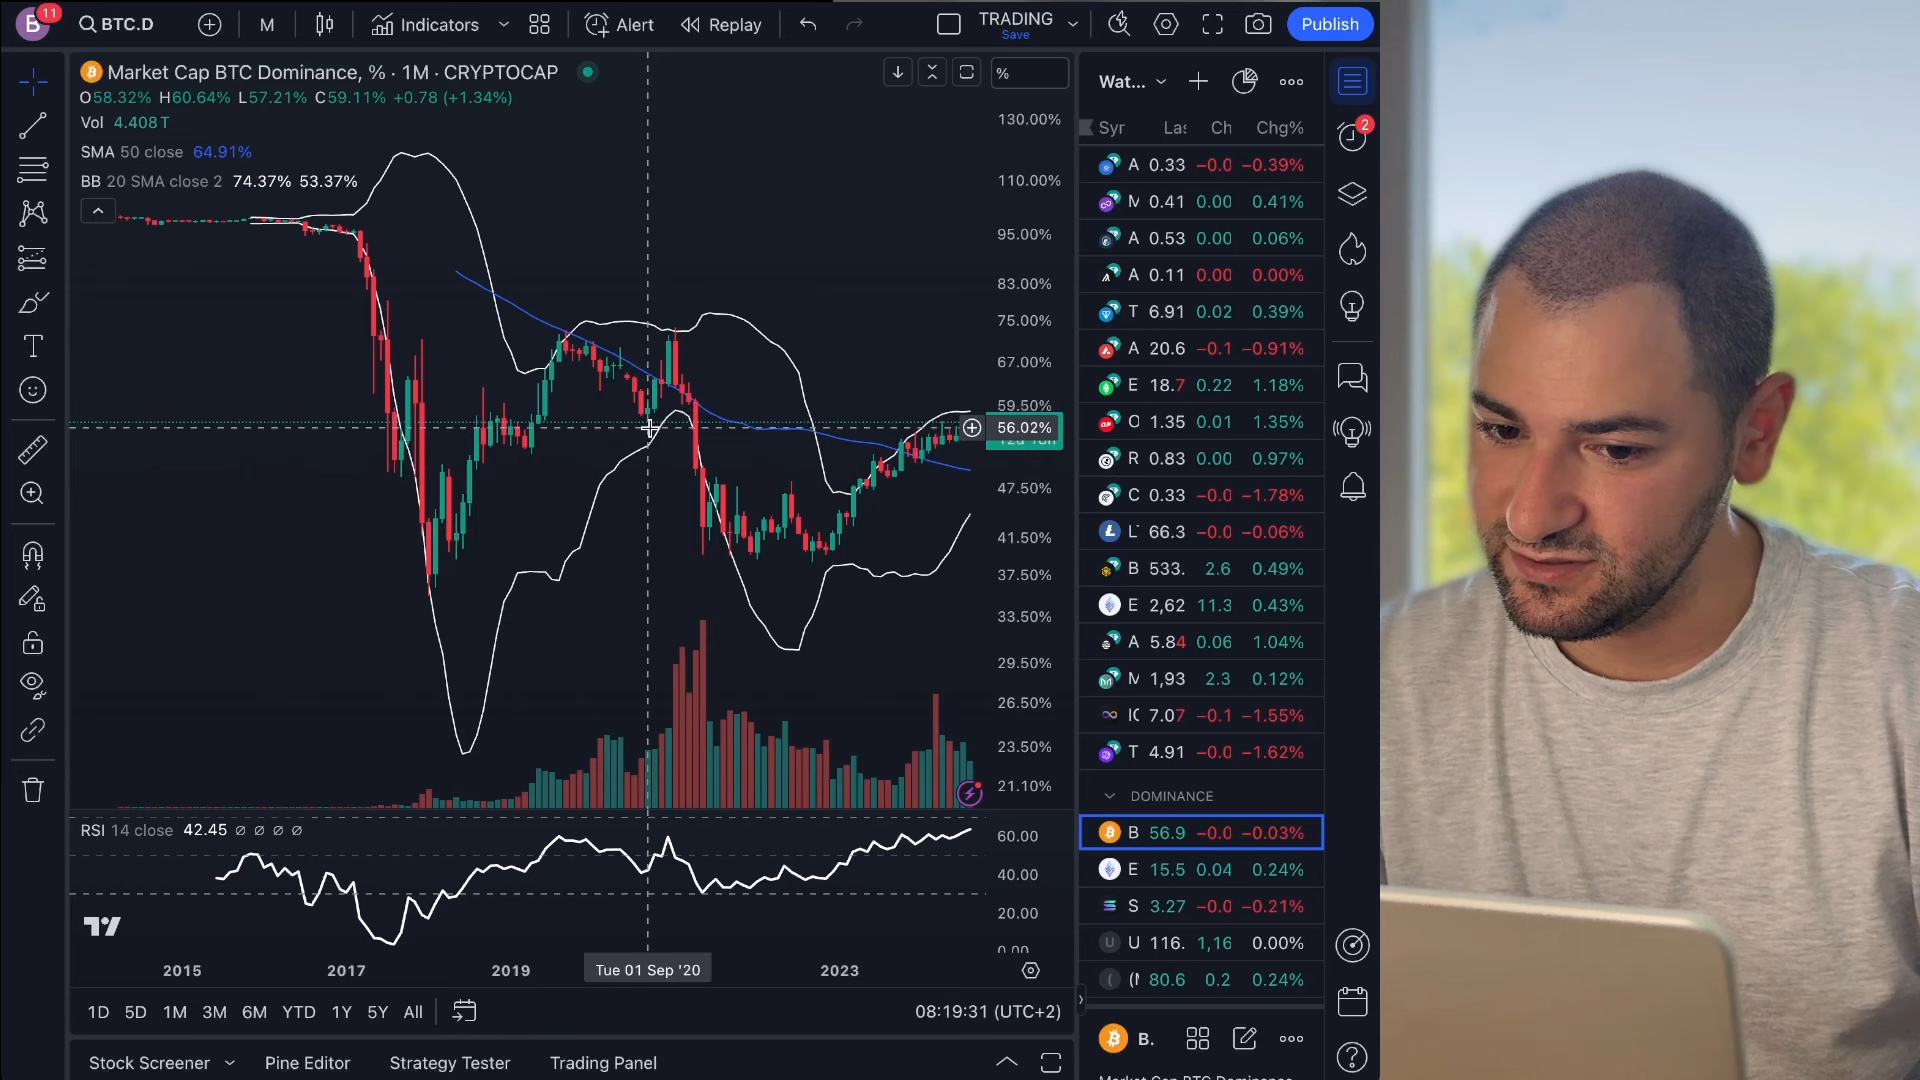 B 11 BTC.D M Indicators Alert Replay TRADING Save Publish
Market Cap BTC Dominance, % · 1M · CRYPTOCAP
%
O58.32% H60.64% L57.21% C59.11% +0.78 (+1.34%)
Vol 4.408T
SMA 50 close 64.91%
BB 20 SMA close 2 74.37% 53.37%
130.00%
110.00%
95.00%
83.00%
75.00%
67.00%
59.50%
56.02%
47.50%
41.50%
37.50%
33.50%
29.50%
26.50%
23.50%
21.10%
RSI 14 close 42.45 ∅ ∅ ∅ ∅
60.00
40.00
20.00
0.00
2015 2017 2019 Tue 01 Sep '20 2023
1D 5D 1M 3M 6M YTD 1Y 5Y All 08:19:31 (UTC+2)
Stock Screener Pine Editor Strategy Tester Trading Panel
Wat...
2
Syr Las Ch Chg%
A 0.33 −0.0 −0.39%
M 0.41 0.00 0.41%
A 0.53 0.00 0.06%
A 0.11 0.00 0.00%
T 6.91 0.02 0.39%
A 20.6 −0.1 −0.91%
E 18.7 0.22 1.18%
O 1.35 0.01 1.35%
R 0.83 0.00 0.97%
C 0.33 −0.0 −1.78%
L 66.3 −0.0 −0.06%
B 533. 2.6 0.49%
E 2,62 11.3 0.43%
A 5.84 0.06 1.04%
M 1,93 2.3 0.12%
IC 7.07 −0.1 −1.55%
T 4.91 −0.0 −1.62%
DOMINANCE
B 56.9 −0.0 −0.03%
E 15.5 0.04 0.24%
S 3.27 −0.0 −0.21%
U U 116. 1,16 0.00%
80.6 0.2 0.24%
B.
Market Cap BTC Dominance